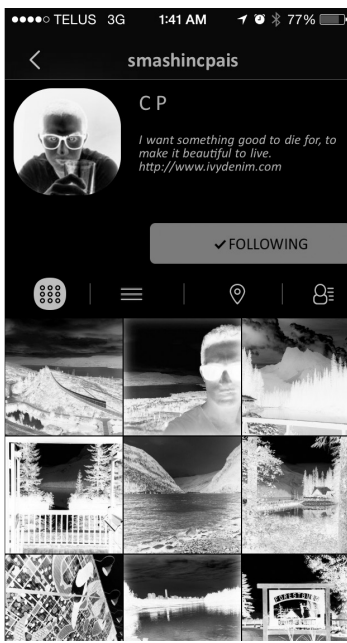 TELUS 3G 1:41 AM 77%
smashincpais
C P
I want something good to die for, to
make it beautiful to live.
http://www.ivydenim.com
FOLLOWING
FORESTBURG